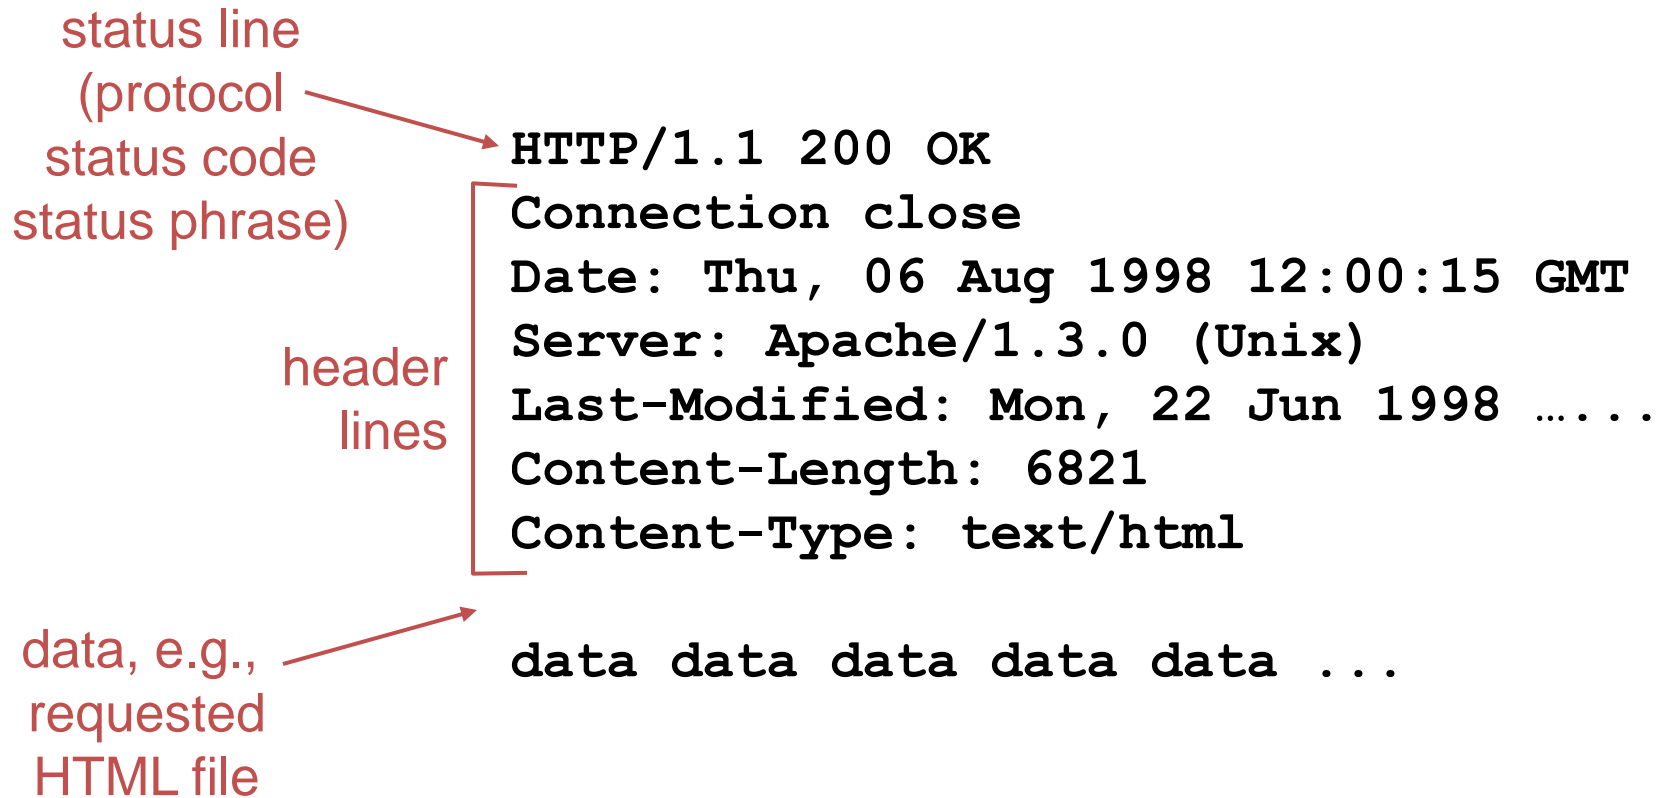 status line
(protocol
status code
status phrase)
HTTP/1.1 200 OK
Connection close
Date: Thu, 06 Aug 1998 12:00:15 GMT
Server: Apache/1.3.0 (Unix)
Last-Modified: Mon, 22 Jun 1998 …...
Content-Length: 6821
Content-Type: text/html
header
lines
data, e.g.,
requested
HTML file
data data data data data ...